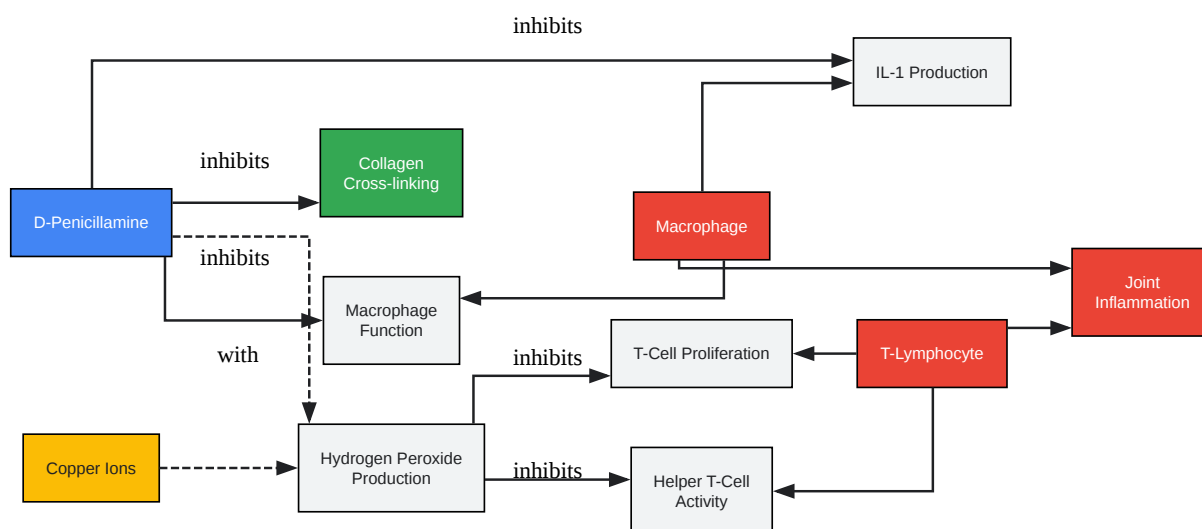 inhibits
IL-1 Production
inhibits
Collagen
Cross-linking
D-Penicillamine
Macrophage
inhibits
Joint
Inflammation
Macrophage
Function
with
inhibits
T-Cell Proliferation
T-Lymphocyte
Copper Ions
Hydrogen Peroxide
Production
inhibits
Helper T-Cell
Activity